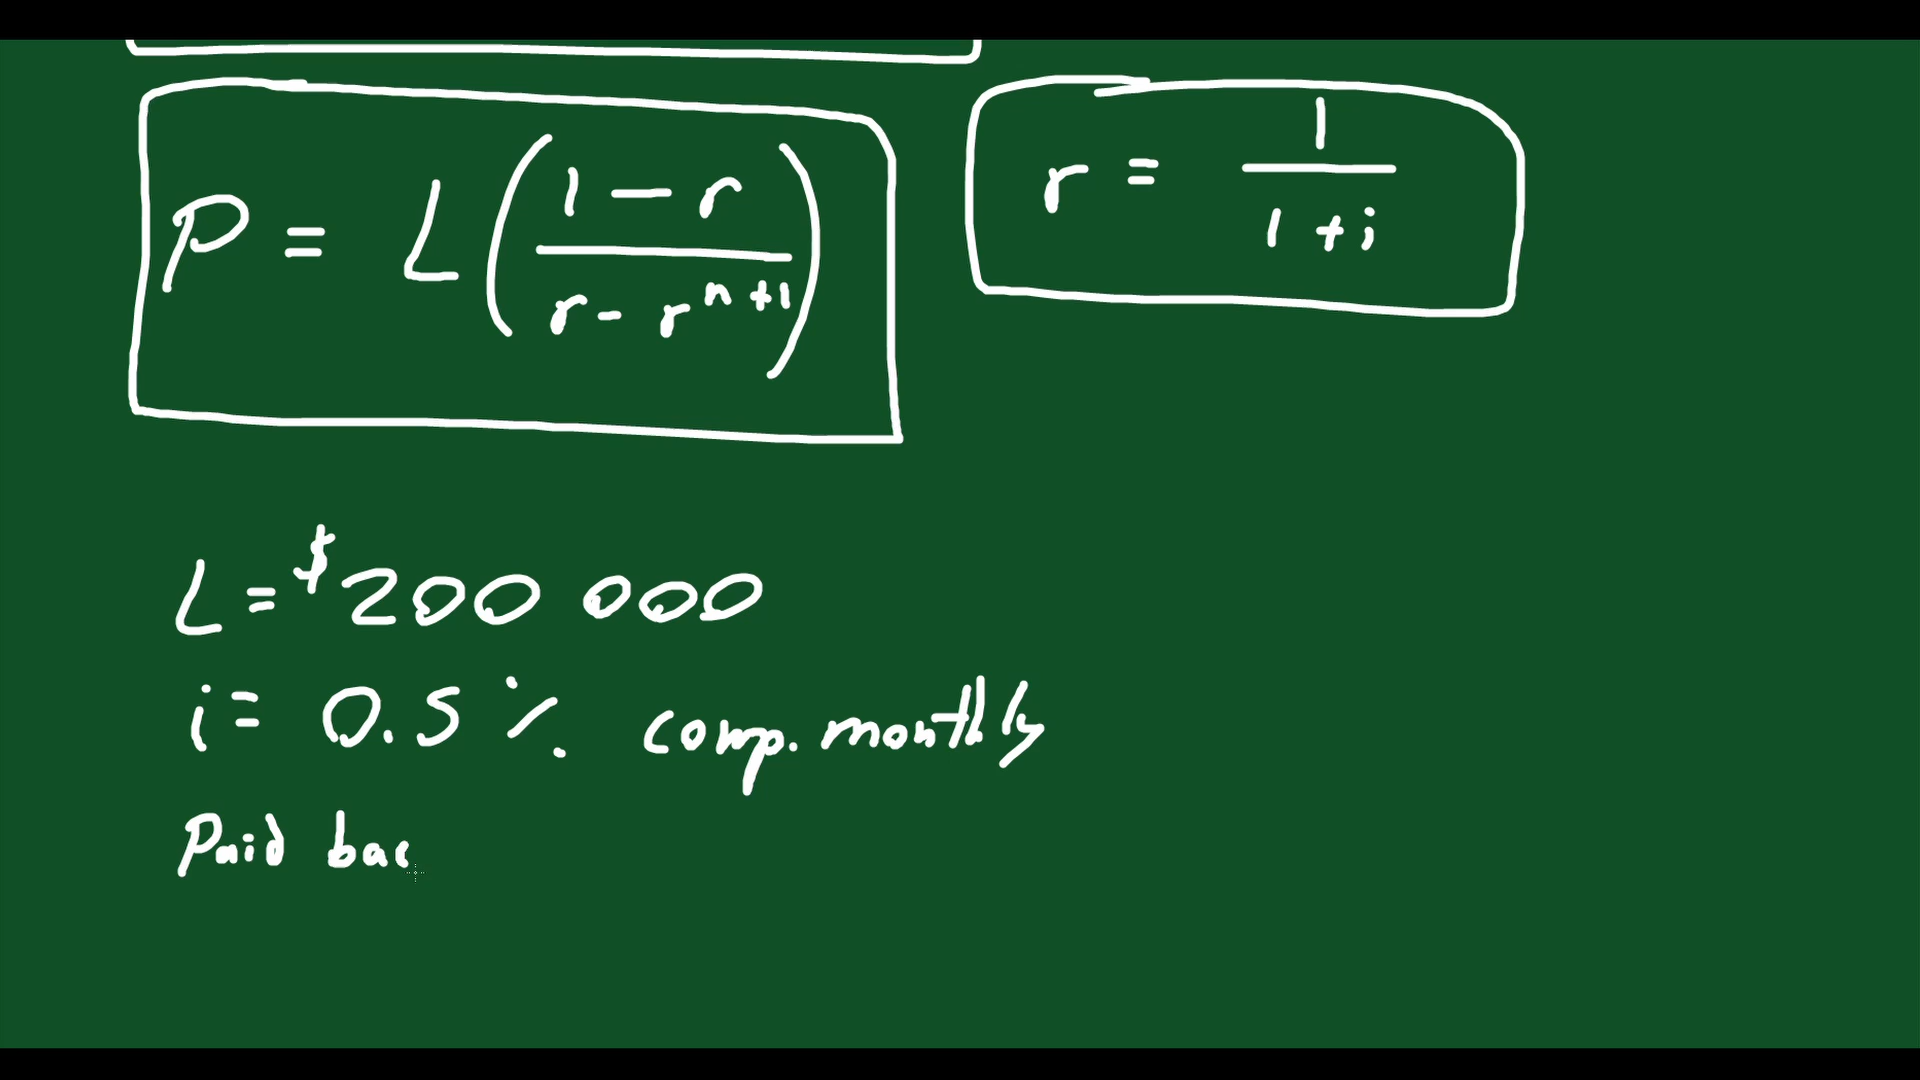 P = L((1 - r)/(r - r^(n+1)))
r = 1/(1+i)
L = $200 000
i = 0.5% comp. monthly
Paid bac